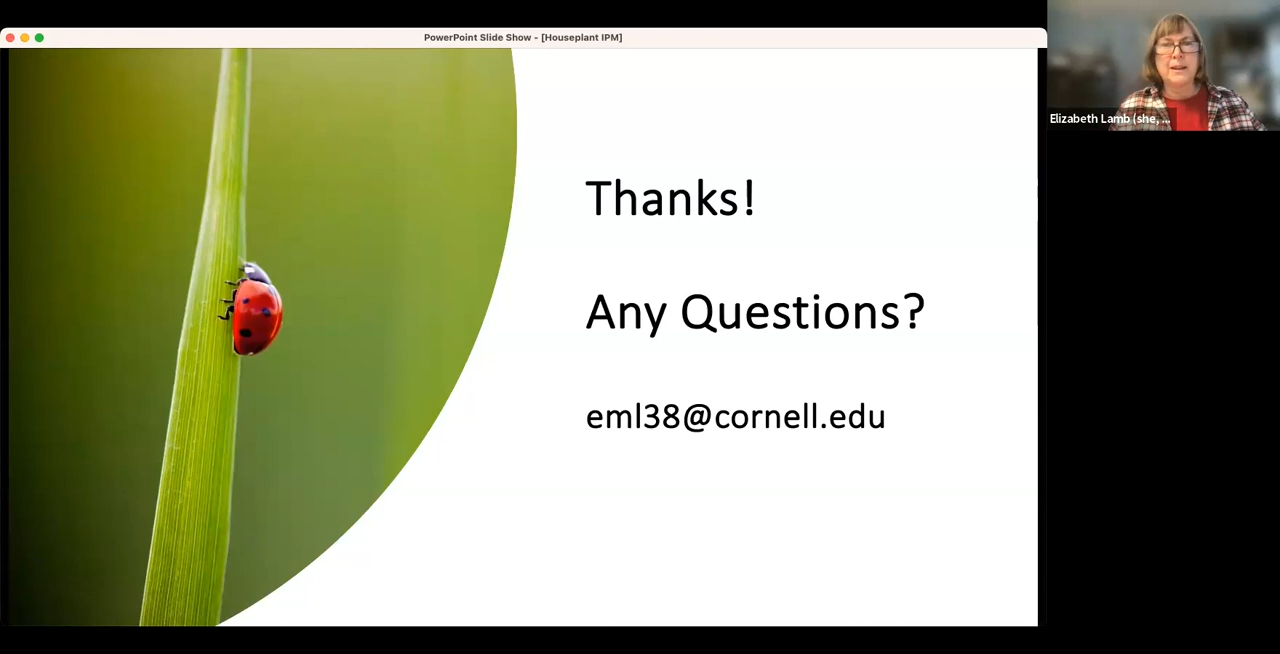 PowerPoint Slide Show - [Houseplant IPM]
Elizabeth Lamb (she, ...
Thanks!
Any Questions?
eml38@cornell.edu